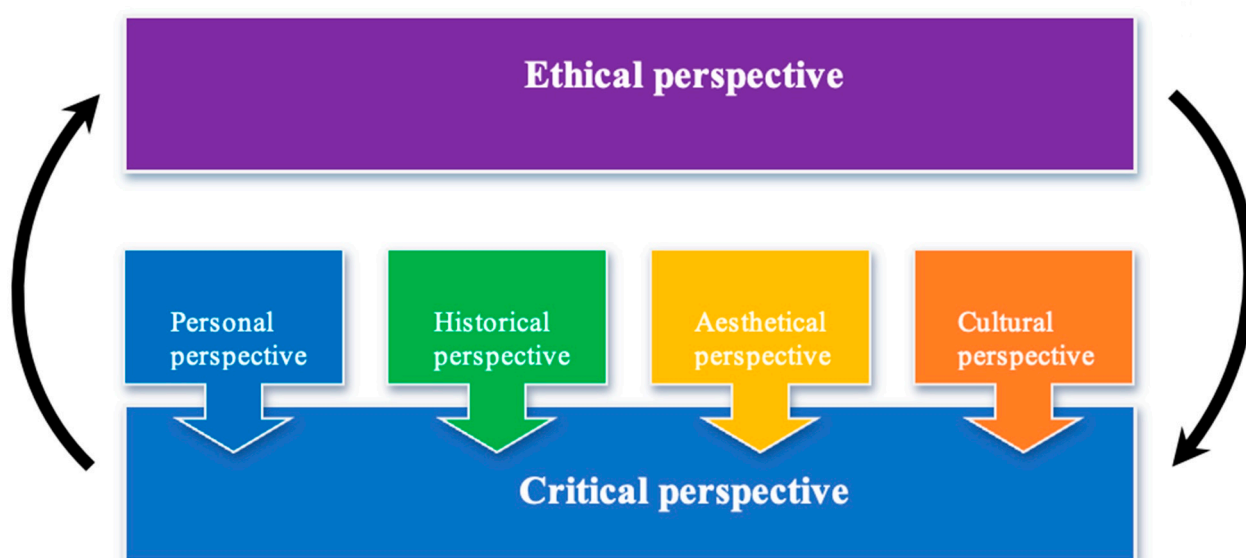 Ethical perspective
Personal
perspective
Historical
perspective
Aesthetical
perspective
Cultural
perspective
Critical perspective